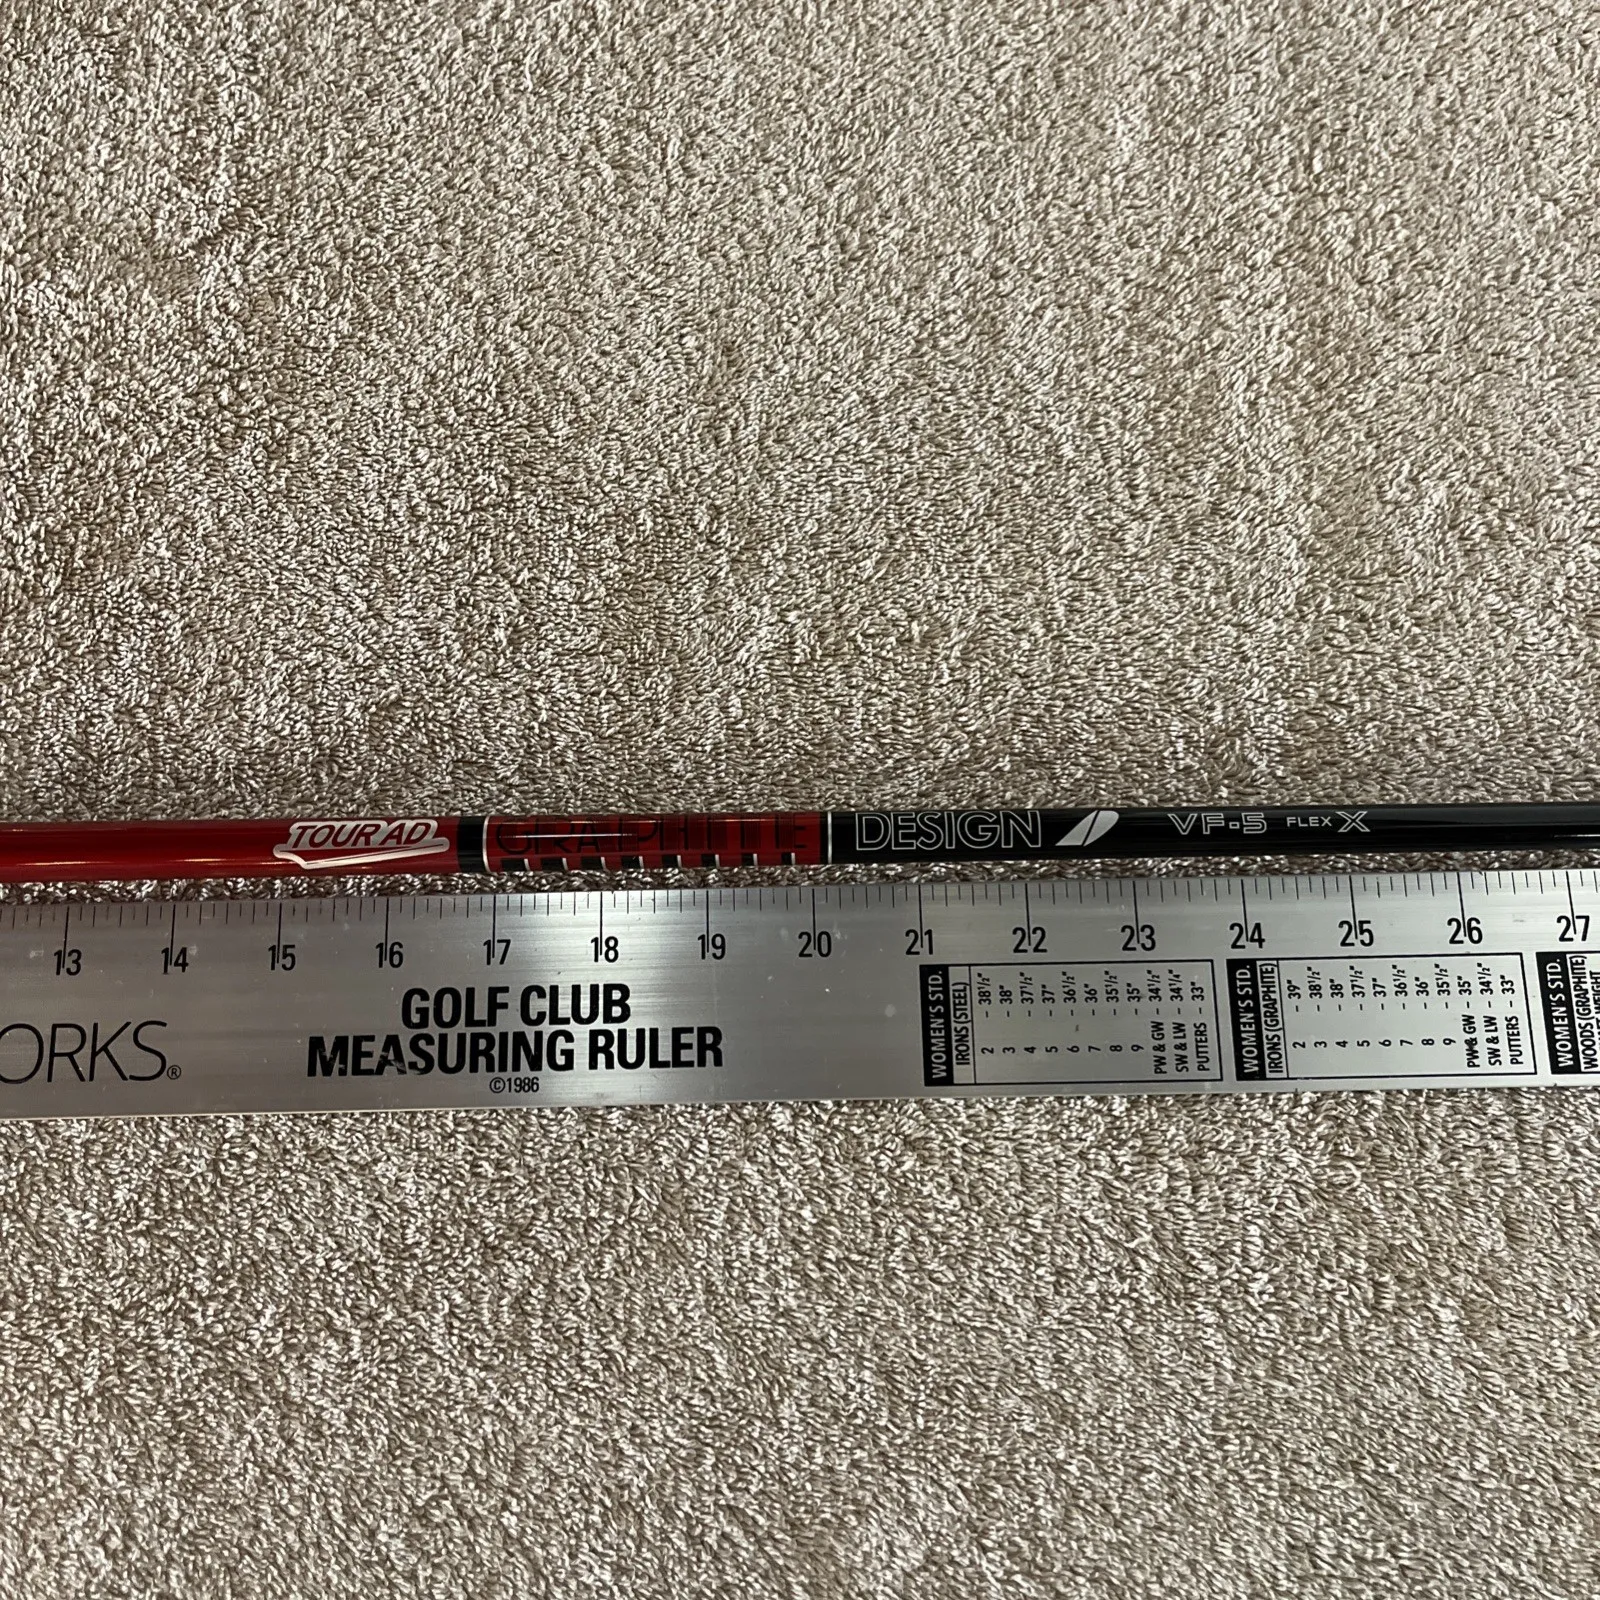 TOUR AD GRAPHITE DESIGN VF-5 FLEX X
13 14 15 16 17 18 19 20 21 22 23 24 25 26 27
ORKS®
GOLF CLUB
MEASURING RULER
©1986
WOMEN'S STD.
IRONS (STEEL)
2 - 38½"
3 - 38"
4 - 37½"
5 - 37"
6 - 36½"
7 - 36"
8 - 35½"
9 - 35"
PW & GW - 34½"
SW & LW - 34¼"
PUTTERS - 33"
WOMEN'S STD.
IRONS (GRAPHITE)
2 - 39"
3 - 38½"
4 - 38"
5 - 37½"
6 - 37"
7 - 36½"
8 - 36"
9 - 35½"
PW & GW - 35"
SW & LW - 34½"
PUTTERS - 33"
WOMEN'S STD.
WOODS (GRAPHITE)